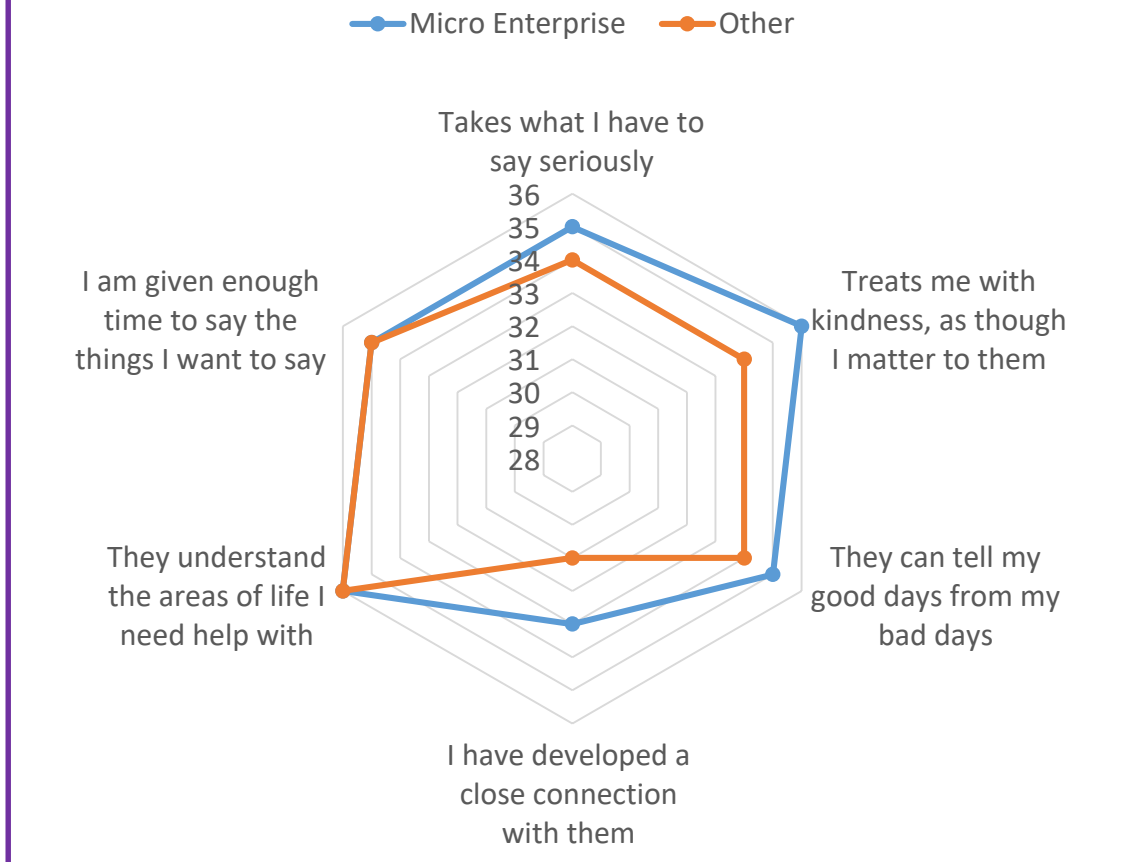 Micro Enterprise Other
Takes what I have to
say seriously
36
35
34
33
32
31
30
29
28
Treats me with
kindness, as though
I matter to them
They can tell my
good days from my
bad days
I have developed a
close connection
with them
They understand
the areas of life I
need help with
I am given enough
time to say the
things I want to say